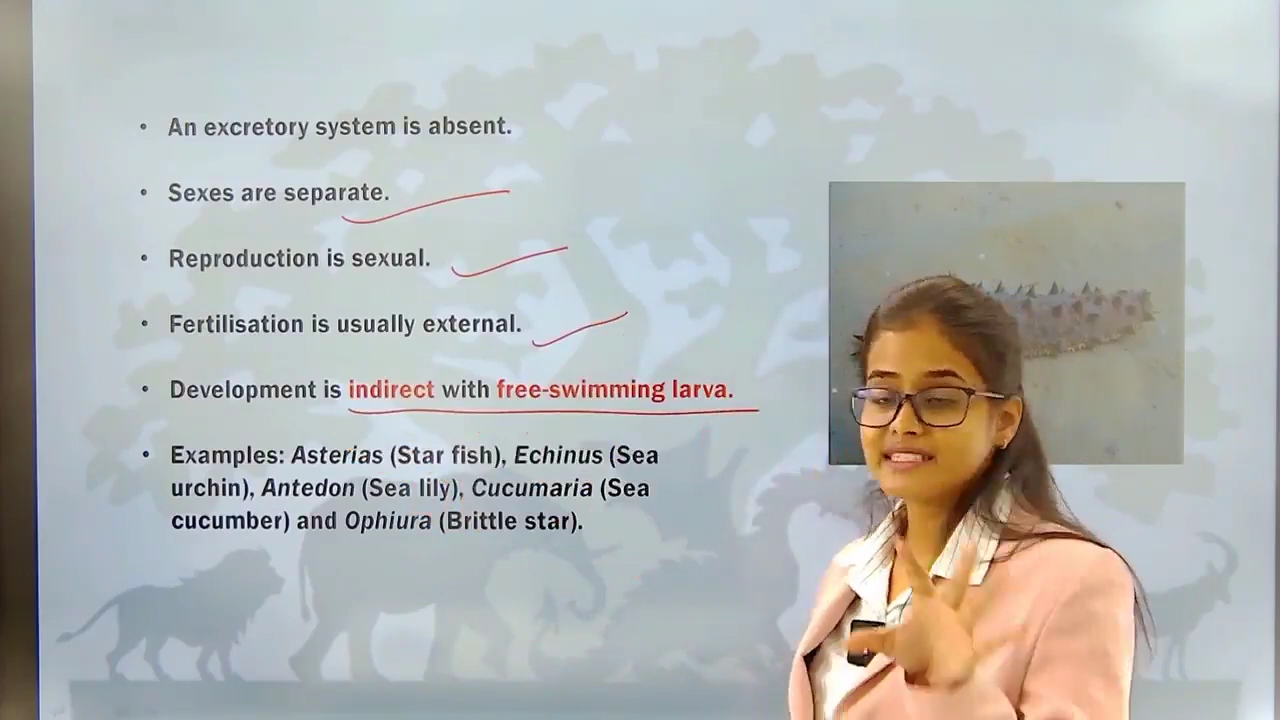 • An excretory system is absent.
• Sexes are separate.
• Reproduction is sexual.
• Fertilisation is usually external.
• Development is indirect with free-swimming larva.
• Examples: Asterias (Star fish), Echinus (Sea
urchin), Antedon (Sea lily), Cucumaria (Sea
cucumber) and Ophiura (Brittle star).